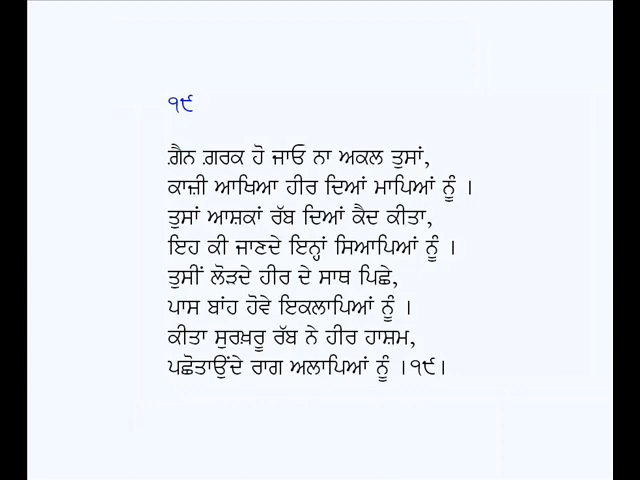 ੧੯
ਗ਼ੈਨ ਗ਼ਰਕ ਹੋ ਜਾਓ ਨਾ ਅਕਲ ਤੁਸਾਂ,
ਕਾਜ਼ੀ ਆਖਿਆ ਹੀਰ ਦਿਆਂ ਮਾਪਿਆਂ ਨੂੰ ।
ਤੁਸਾਂ ਆਸ਼ਕਾਂ ਰੱਬ ਦਿਆਂ ਕੈਦ ਕੀਤਾ,
ਇਹ ਕੀ ਜਾਣਦੇ ਇਨ੍ਹਾਂ ਸਿਆਪਿਆਂ ਨੂੰ ।
ਤੁਸੀਂ ਲੋੜਦੇ ਹੀਰ ਦੇ ਸਾਥ ਪਿਛੇ,
ਪਾਸ ਬਾਂਹ ਹੋਵੇ ਇਕਲਾਪਿਆਂ ਨੂੰ ।
ਕੀਤਾ ਸੁਰਖ਼ਰੂ ਰੱਬ ਨੇ ਹੀਰ ਹਾਸ਼ਮ,
ਪਛੋਤਾਉਂਦੇ ਰਾਗ ਅਲਾਪਿਆਂ ਨੂੰ ।੧੯।